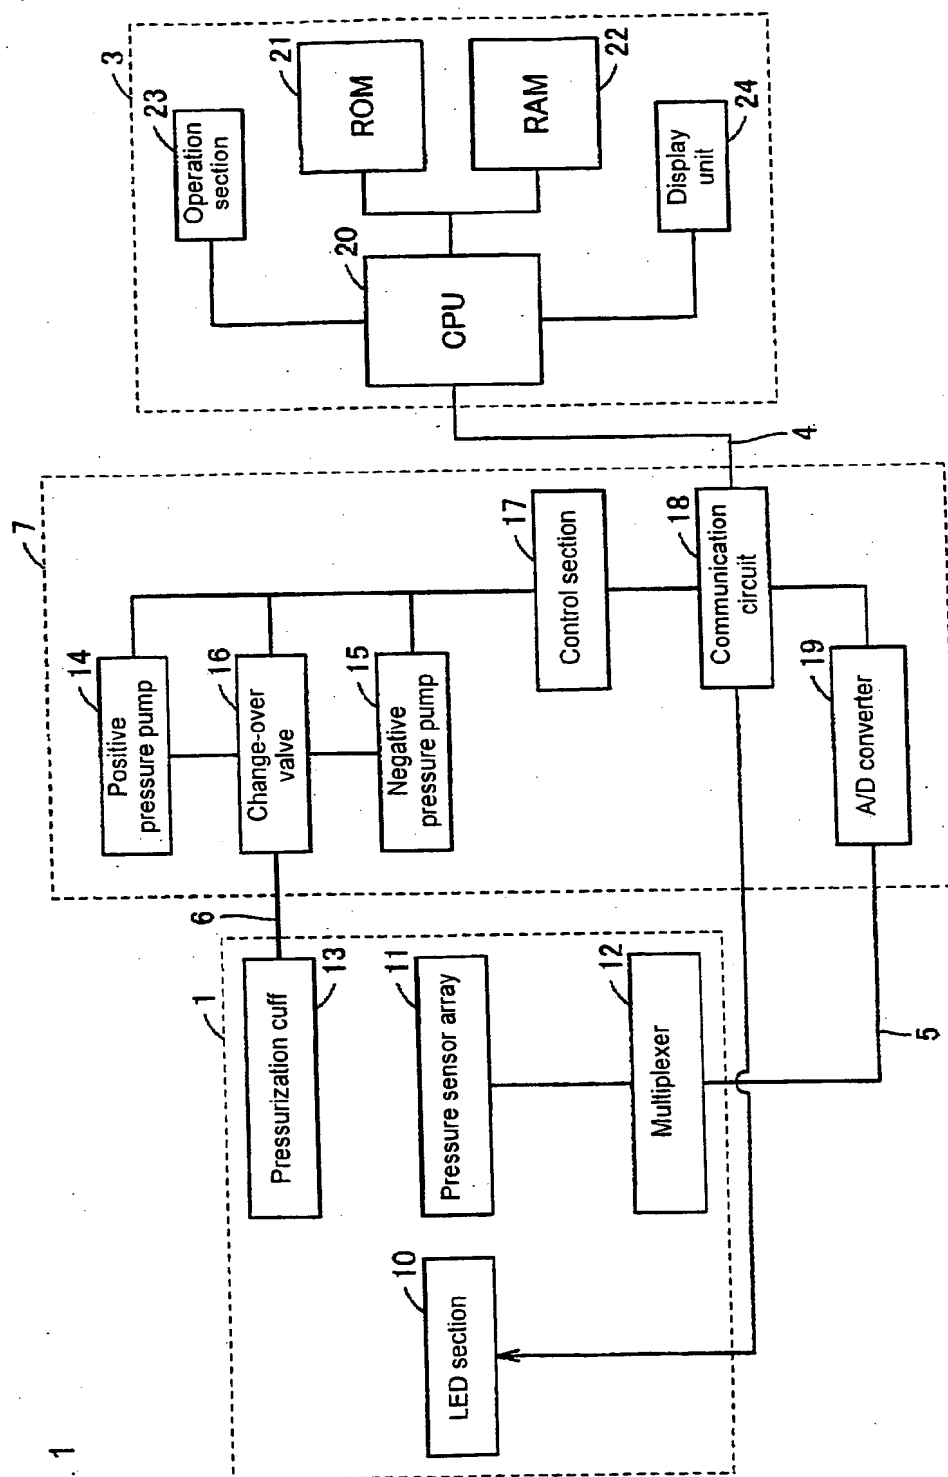 . 1
1
LED section
10
Pressurization cuff
13
Pressure sensor array
11
Multiplexer
12
6
5
7
Positive
pressure pump
14
Change-over
valve
16
Negative
pressure pump
15
Control section
17
Communication
circuit
18
A/D converter
19
4
3
Operation
section
23
CPU
20
ROM
21
RAM
22
Display
unit
24